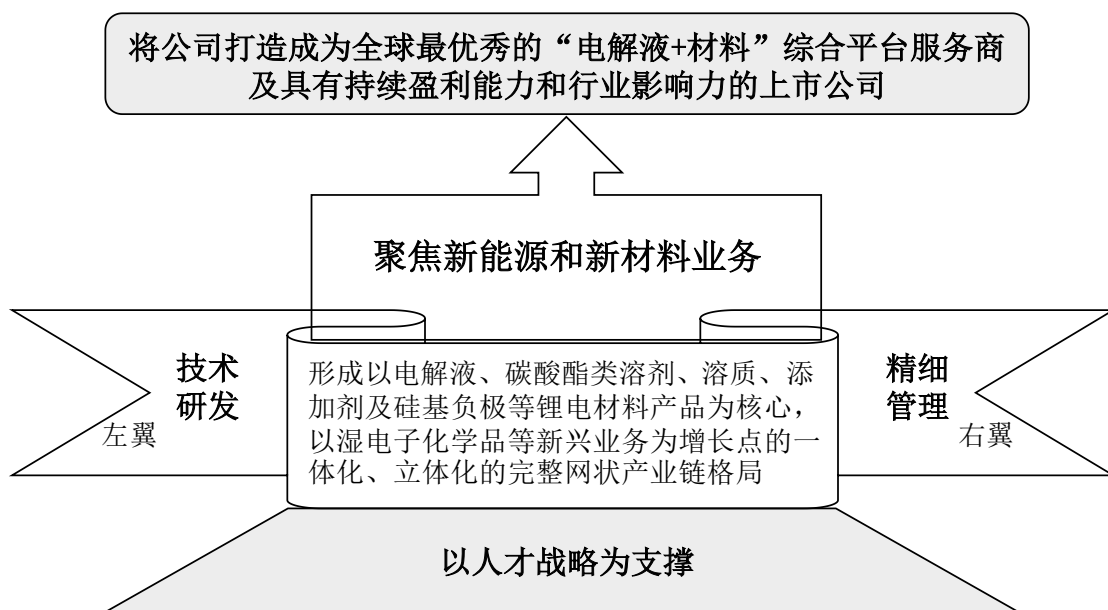 将公司打造成为全球最优秀的“电解液+材料”综合平台服务商
及具有持续盈利能力和行业影响力的上市公司
聚焦新能源和新材料业务
技术
研发
左翼
形成以电解液、碳酸酯类溶剂、溶质、添
加剂及硅基负极等锂电材料产品为核心，
以湿电子化学品等新兴业务为增长点的一
体化、立体化的完整网状产业链格局
精细
管理
右翼
以人才战略为支撑